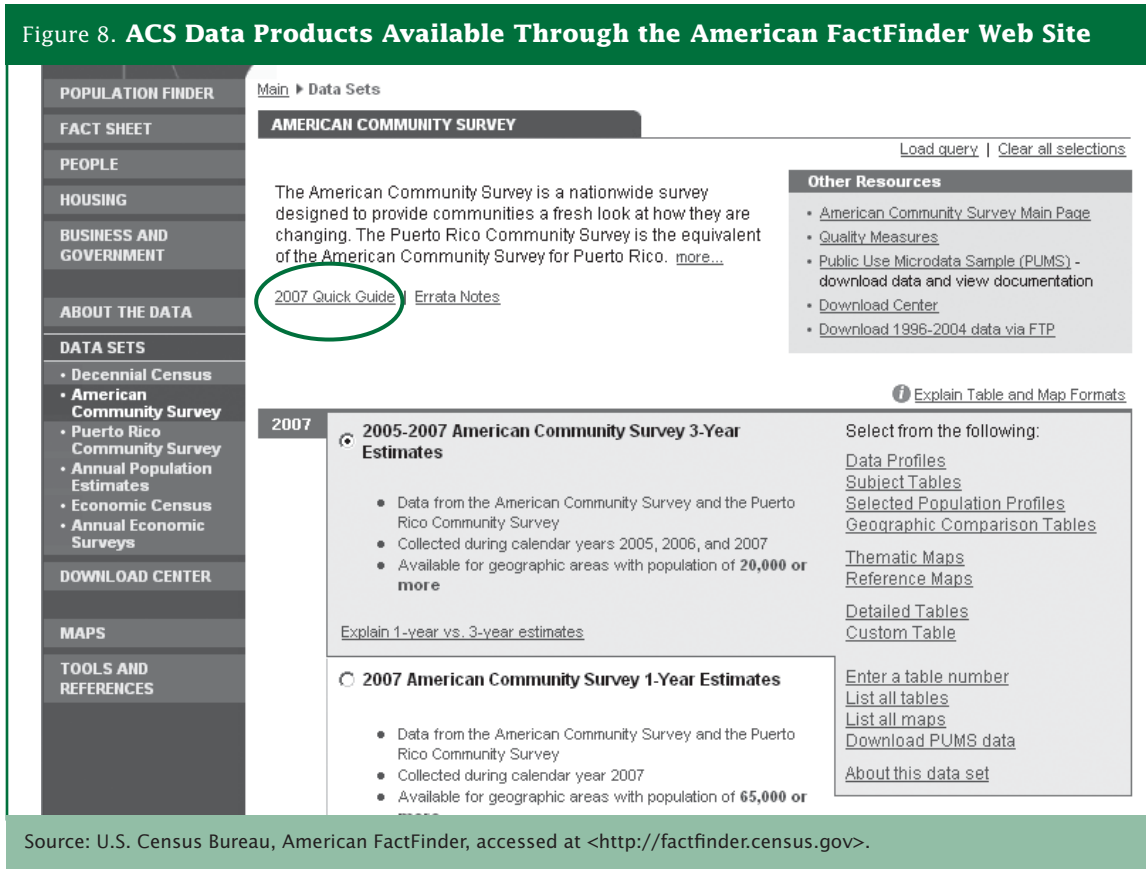 Figure 8. ACS Data Products Available Through the American FactFinder Web Site
POPULATION FINDER
FACT SHEET
PEOPLE
HOUSING
BUSINESS AND
GOVERNMENT
ABOUT THE DATA
DATA SETS
• Decennial Census
• American
Community Survey
• Puerto Rico
Community Survey
• Annual Population
Estimates
• Economic Census
• Annual Economic
Surveys
DOWNLOAD CENTER
MAPS
TOOLS AND
REFERENCES
Main ▶ Data Sets
AMERICAN COMMUNITY SURVEY
Load query | Clear all selections
The American Community Survey is a nationwide survey
designed to provide communities a fresh look at how they are
changing. The Puerto Rico Community Survey is the equivalent
of the American Community Survey for Puerto Rico. more...
2007 Quick Guide | Errata Notes
Other Resources
• American Community Survey Main Page
• Quality Measures
• Public Use Microdata Sample (PUMS) -
download data and view documentation
• Download Center
• Download 1996-2004 data via FTP
i Explain Table and Map Formats
2007
2005-2007 American Community Survey 3-Year
Estimates
• Data from the American Community Survey and the Puerto
Rico Community Survey
• Collected during calendar years 2005, 2006, and 2007
• Available for geographic areas with population of 20,000 or
more
Explain 1-year vs. 3-year estimates
2007 American Community Survey 1-Year Estimates
• Data from the American Community Survey and the Puerto
Rico Community Survey
• Collected during calendar year 2007
• Available for geographic areas with population of 65,000 or
Select from the following:
Data Profiles
Subject Tables
Selected Population Profiles
Geographic Comparison Tables
Thematic Maps
Reference Maps
Detailed Tables
Custom Table
Enter a table number
List all tables
List all maps
Download PUMS data
About this data set
Source: U.S. Census Bureau, American FactFinder, accessed at <http://factfinder.census.gov>.